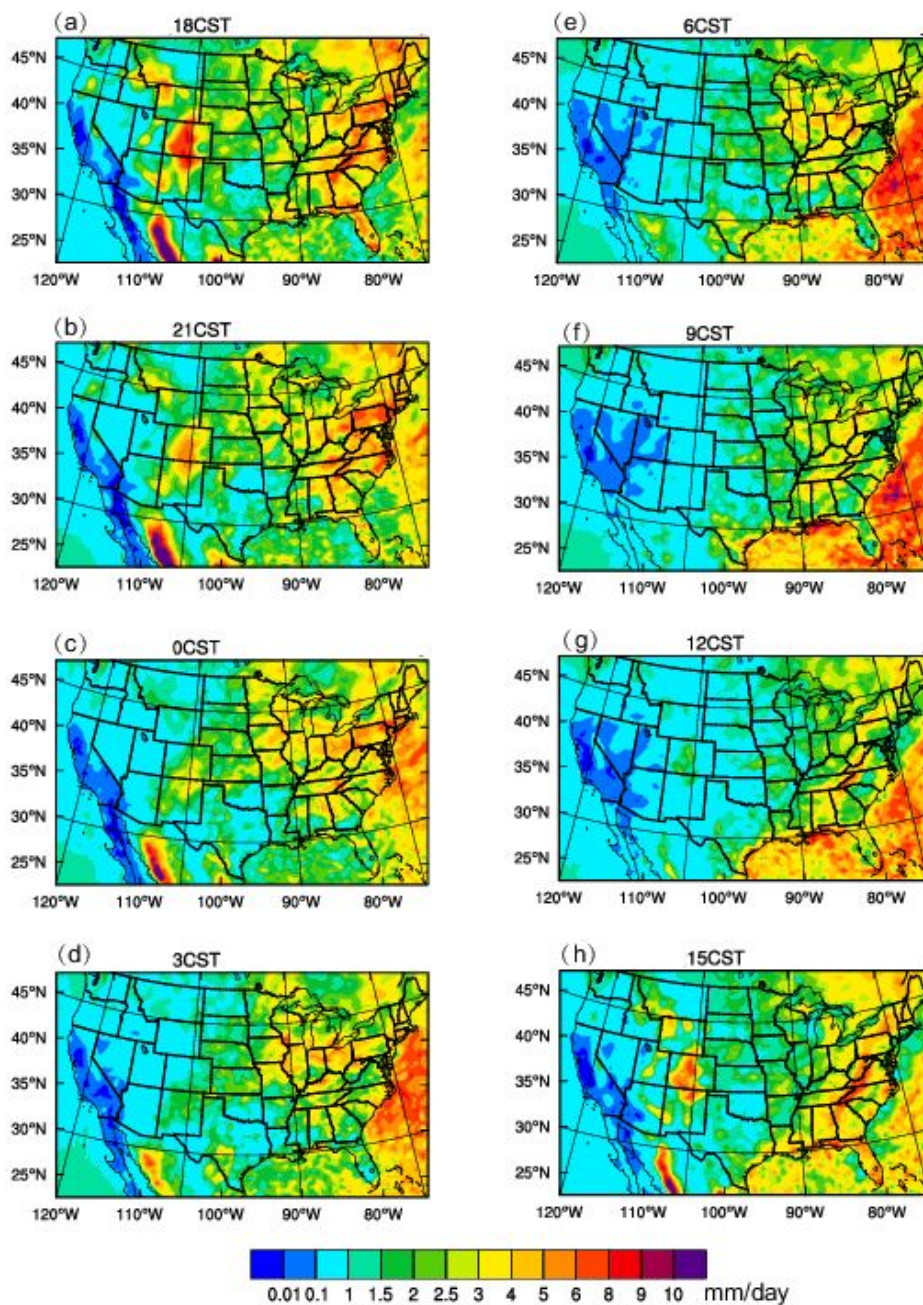 (a) 18CST
45°N
40°N
35°N
30°N
25°N
120°W 110°W 100°W 90°W 80°W
(e) 6CST
45°N
40°N
35°N
30°N
25°N
120°W 110°W 100°W 90°W 80°W
(b) 21CST
45°N
40°N
35°N
30°N
25°N
120°W 110°W 100°W 90°W 80°W
(f) 9CST
45°N
40°N
35°N
30°N
25°N
120°W 110°W 100°W 90°W 80°W
(c) 0CST
45°N
40°N
35°N
30°N
25°N
120°W 110°W 100°W 90°W 80°W
(g) 12CST
45°N
40°N
35°N
30°N
25°N
120°W 110°W 100°W 90°W 80°W
(d) 3CST
45°N
40°N
35°N
30°N
25°N
120°W 110°W 100°W 90°W 80°W
(h) 15CST
45°N
40°N
35°N
30°N
25°N
120°W 110°W 100°W 90°W 80°W
0.01 0.1 1 1.5 2 2.5 3 4 5 6 8 9 10 mm/day